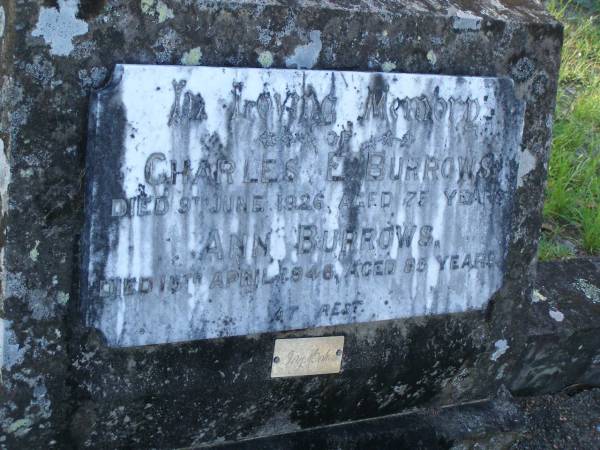 In Loving Memory
of
CHARLES E. BURROWS
DIED 9TH JUNE 1926, AGED 75 YEARS
ANN BURROWS,
DIED 19TH APRIL 1946, AGED 85 YEARS
AT REST